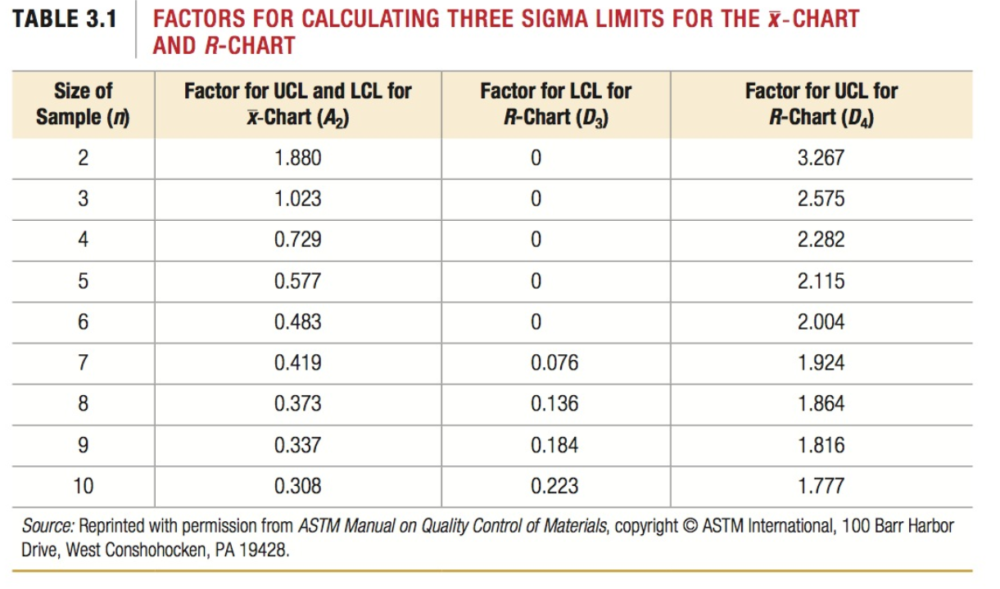 TABLE 3.1 FACTORS FOR CALCULATING THREE SIGMA LIMITS FOR THE x̄-CHART
AND R-CHART
Size of Factor for UCL and LCL for Factor for LCL for Factor for UCL for
Sample (n) x̄-Chart (A₂) R-Chart (D₃) R-Chart (D₄)
2 1.880 0 3.267
3 1.023 0 2.575
4 0.729 0 2.282
5 0.577 0 2.115
6 0.483 0 2.004
7 0.419 0.076 1.924
8 0.373 0.136 1.864
9 0.337 0.184 1.816
10 0.308 0.223 1.777
Source: Reprinted with permission from ASTM Manual on Quality Control of Materials, copyright © ASTM International, 100 Barr Harbor
Drive, West Conshohocken, PA 19428.